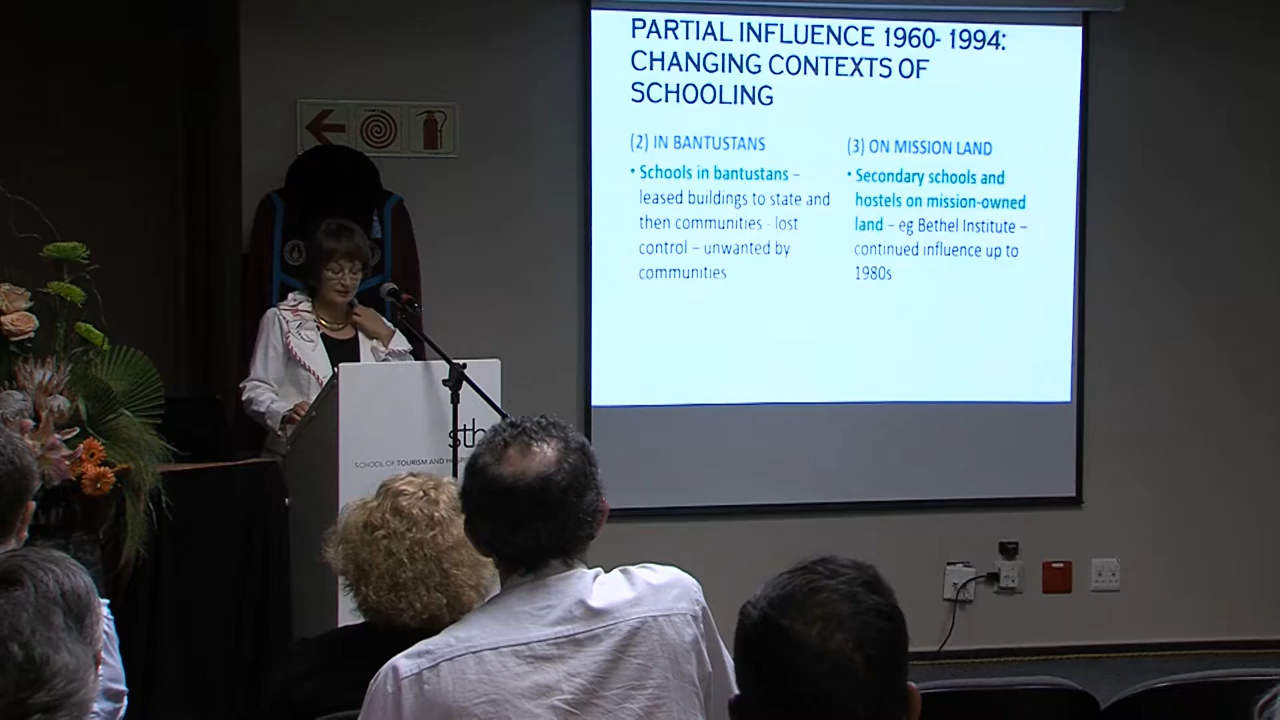 PARTIAL INFLUENCE 1960- 1994:
CHANGING CONTEXTS OF
SCHOOLING
(2) IN BANTUSTANS
• Schools in bantustans –
leased buildings to state and
then communities - lost
control – unwanted by
communities
(3) ON MISSION LAND
• Secondary schools and
hostels on mission-owned
land – eg Bethel Institute –
continued influence up to
1980s
sth
SCHOOL OF TOURISM AND